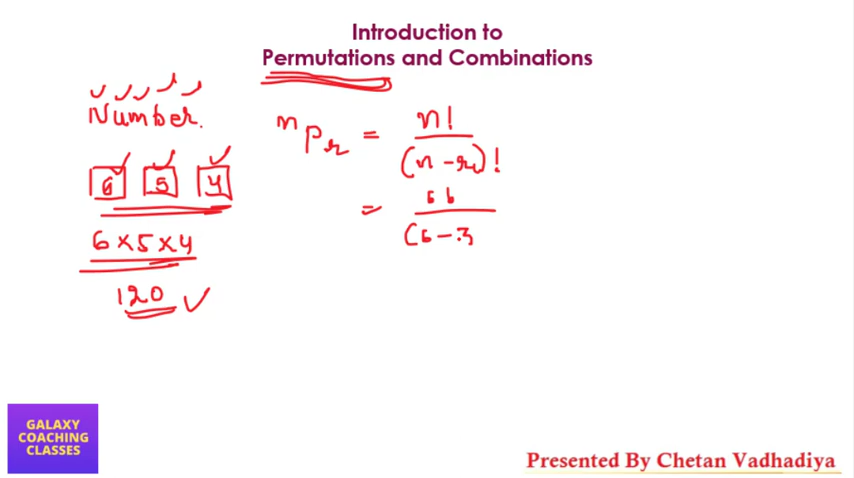 Introduction to
Permutations and Combinations
Number.
6 5 4
6×5×4
120
nPr = n! / (n-r)!
= 6! / (6-3
GALAXY
COACHING
CLASSES
Presented By Chetan Vadhadiya